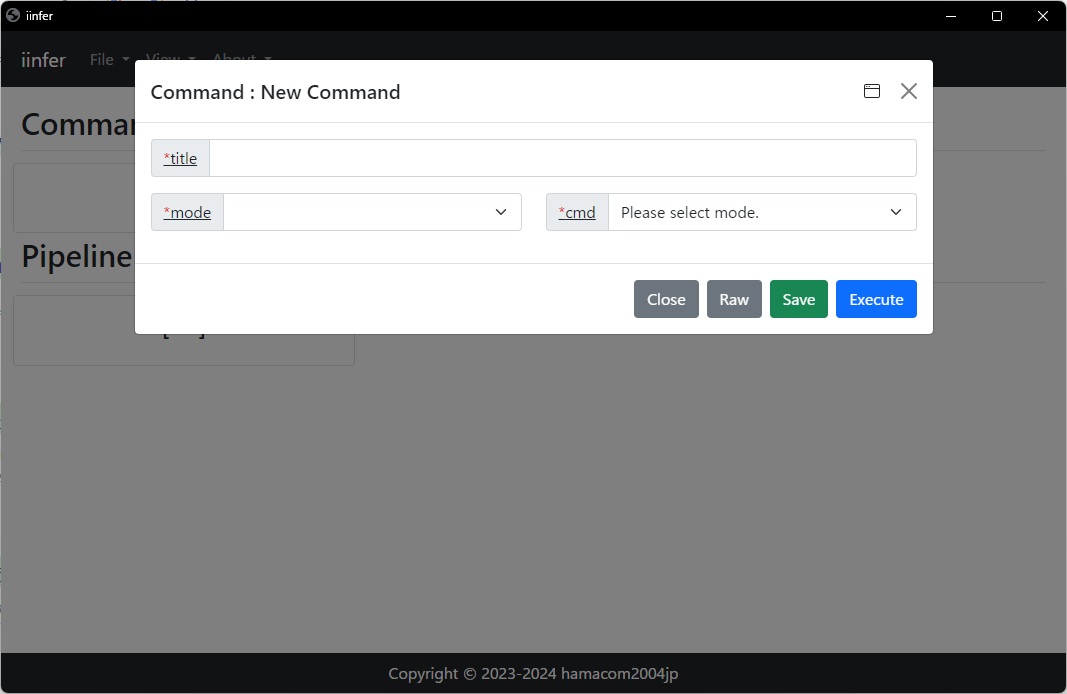 iinfer
iinfer File View About
Command : New Command
*title
*mode
*cmd Please select mode.
Pipeline
Close Raw Save Execute
Copyright © 2023-2024 hamacom2004jp